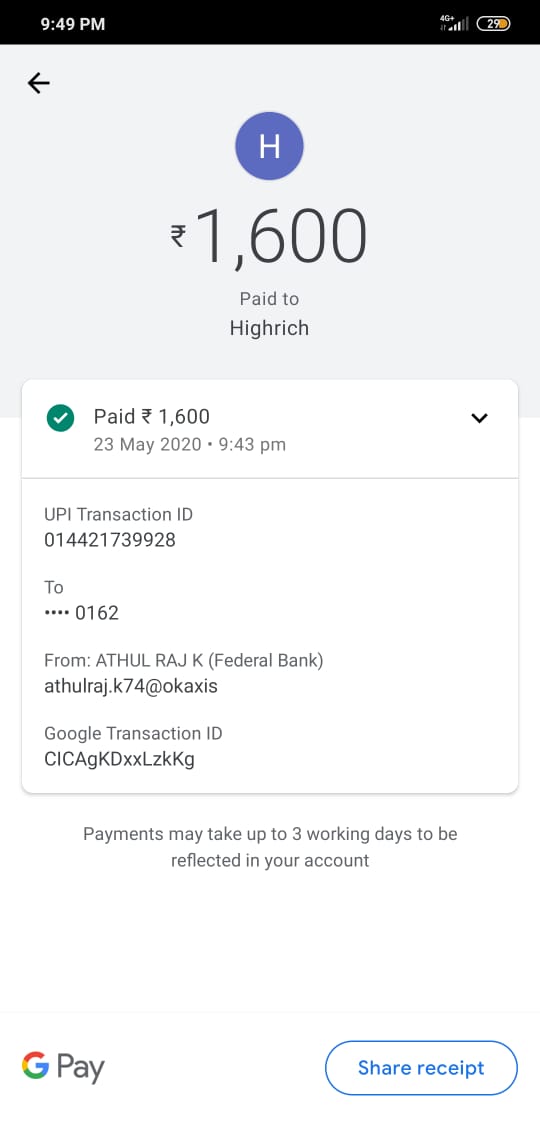 9:49 PM
4G+
29
H
₹1,600
Paid to
Highrich
Paid ₹ 1,600
23 May 2020 • 9:43 pm
UPI Transaction ID
014421739928
To
•••• 0162
From: ATHUL RAJ K (Federal Bank)
athulraj.k74@okaxis
Google Transaction ID
CICAgKDxxLzkKg
Payments may take up to 3 working days to be
reflected in your account
G Pay
Share receipt